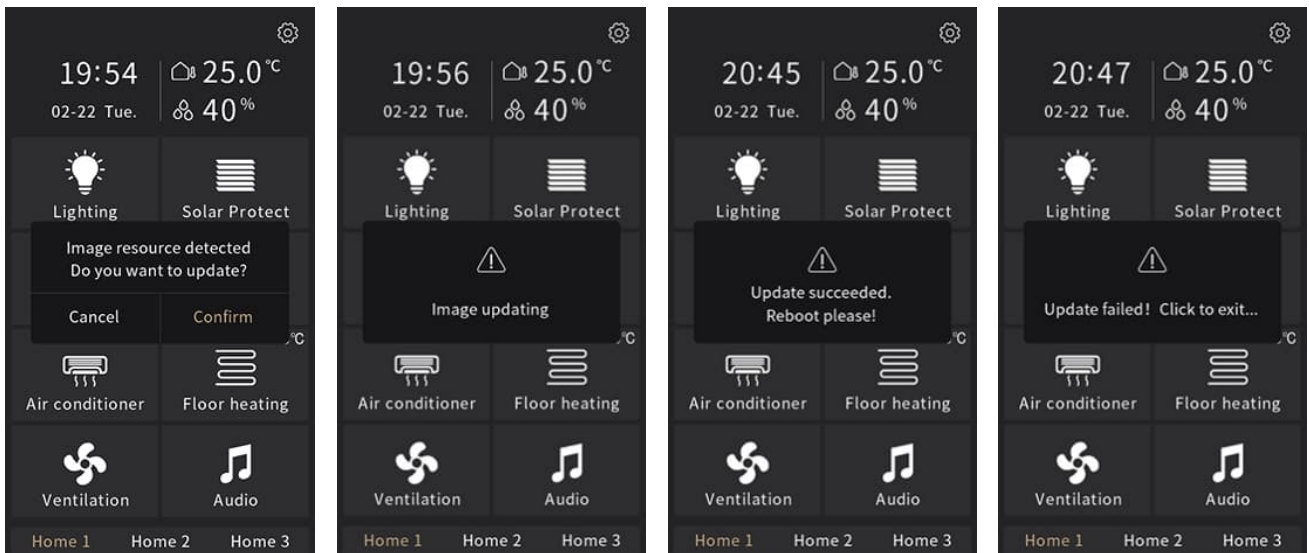 19:54
25.0℃
02-22 Tue.
40%
Lighting
Solar Protect
Image resource detected
Do you want to update?
Cancel
Confirm
℃
Air conditioner
Floor heating
Ventilation
Audio
Home 1
Home 2
Home 3
19:56
25.0℃
02-22 Tue.
40%
Lighting
Solar Protect
Image updating
℃
Air conditioner
Floor heating
Ventilation
Audio
Home 1
Home 2
Home 3
20:45
25.0℃
02-22 Tue.
40%
Lighting
Solar Protect
Update succeeded.
Reboot please!
℃
Air conditioner
Floor heating
Ventilation
Audio
Home 1
Home 2
Home 3
20:47
25.0℃
02-22 Tue.
40%
Lighting
Solar Protect
Update failed! Click to exit...
℃
Air conditioner
Floor heating
Ventilation
Audio
Home 1
Home 2
Home 3